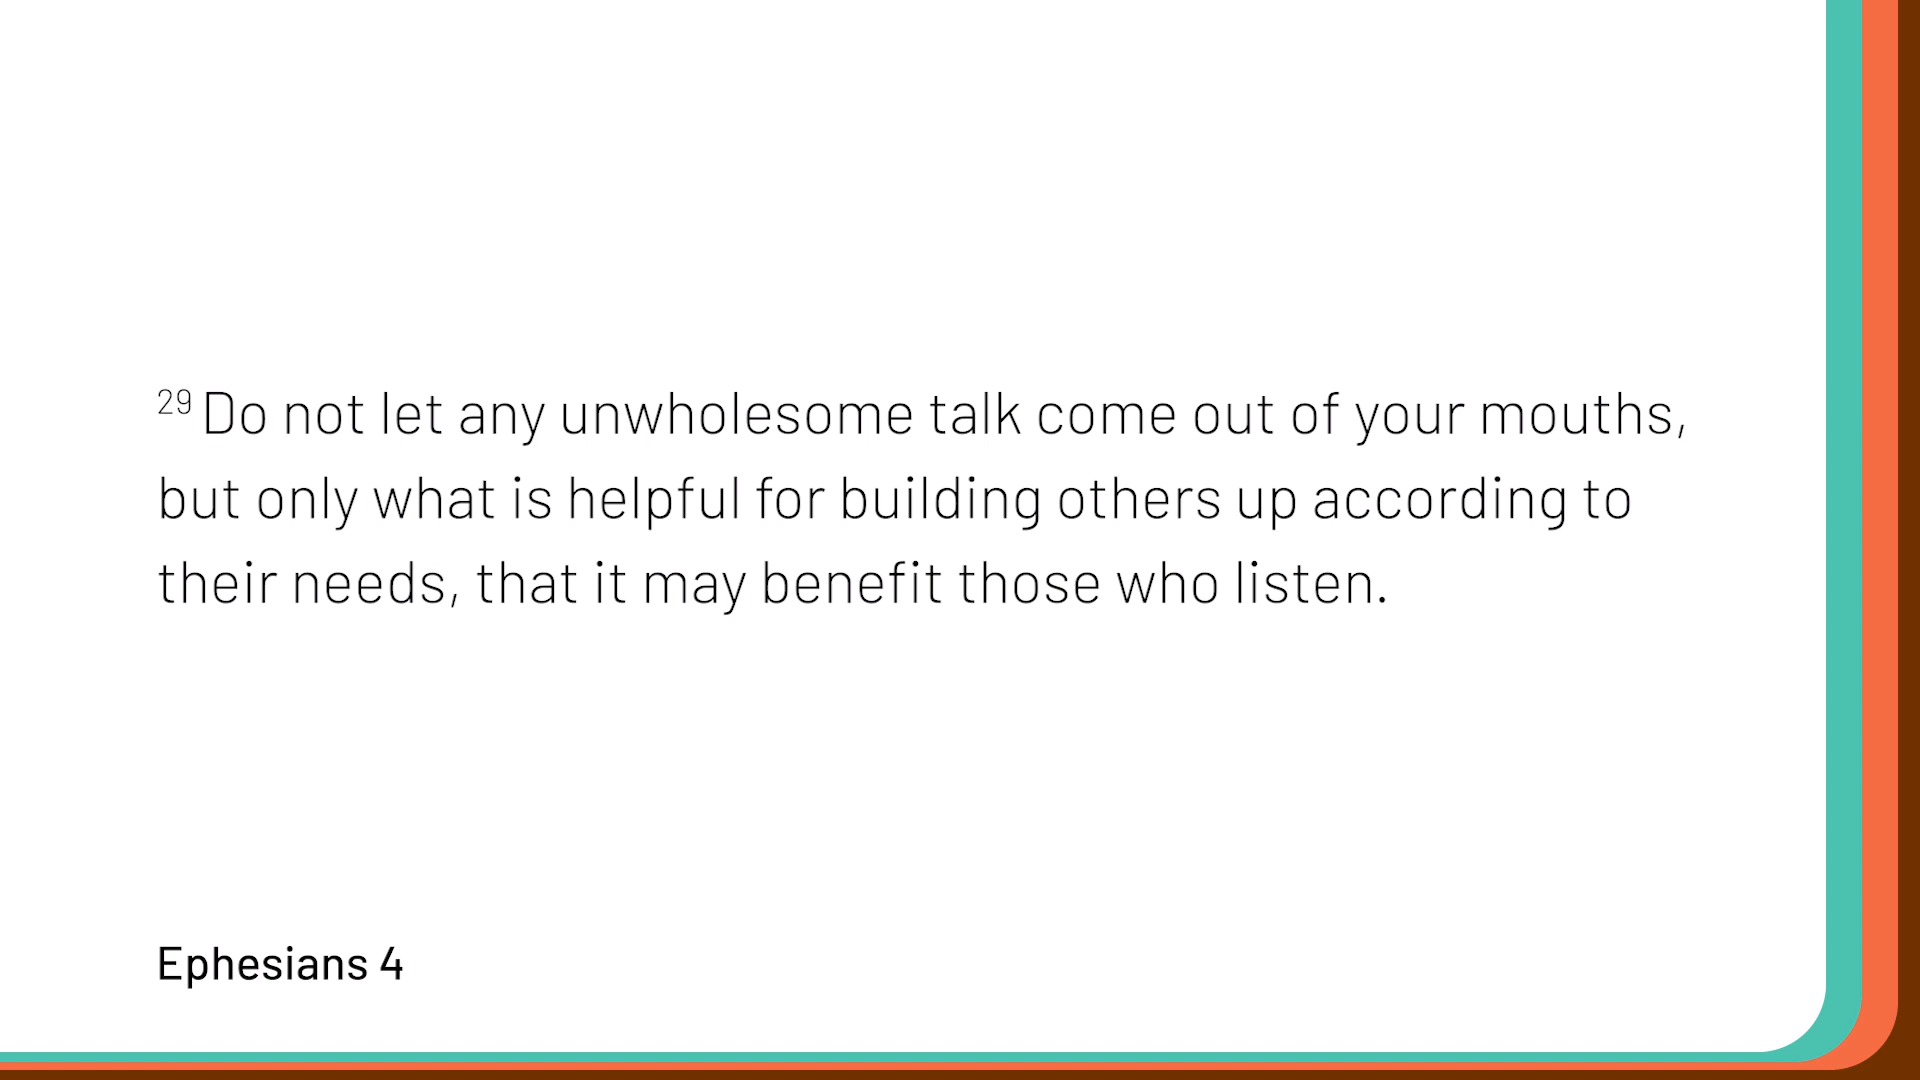 29 Do not let any unwholesome talk come out of your mouths,
but only what is helpful for building others up according to
their needs, that it may benefit those who listen.
Ephesians 4